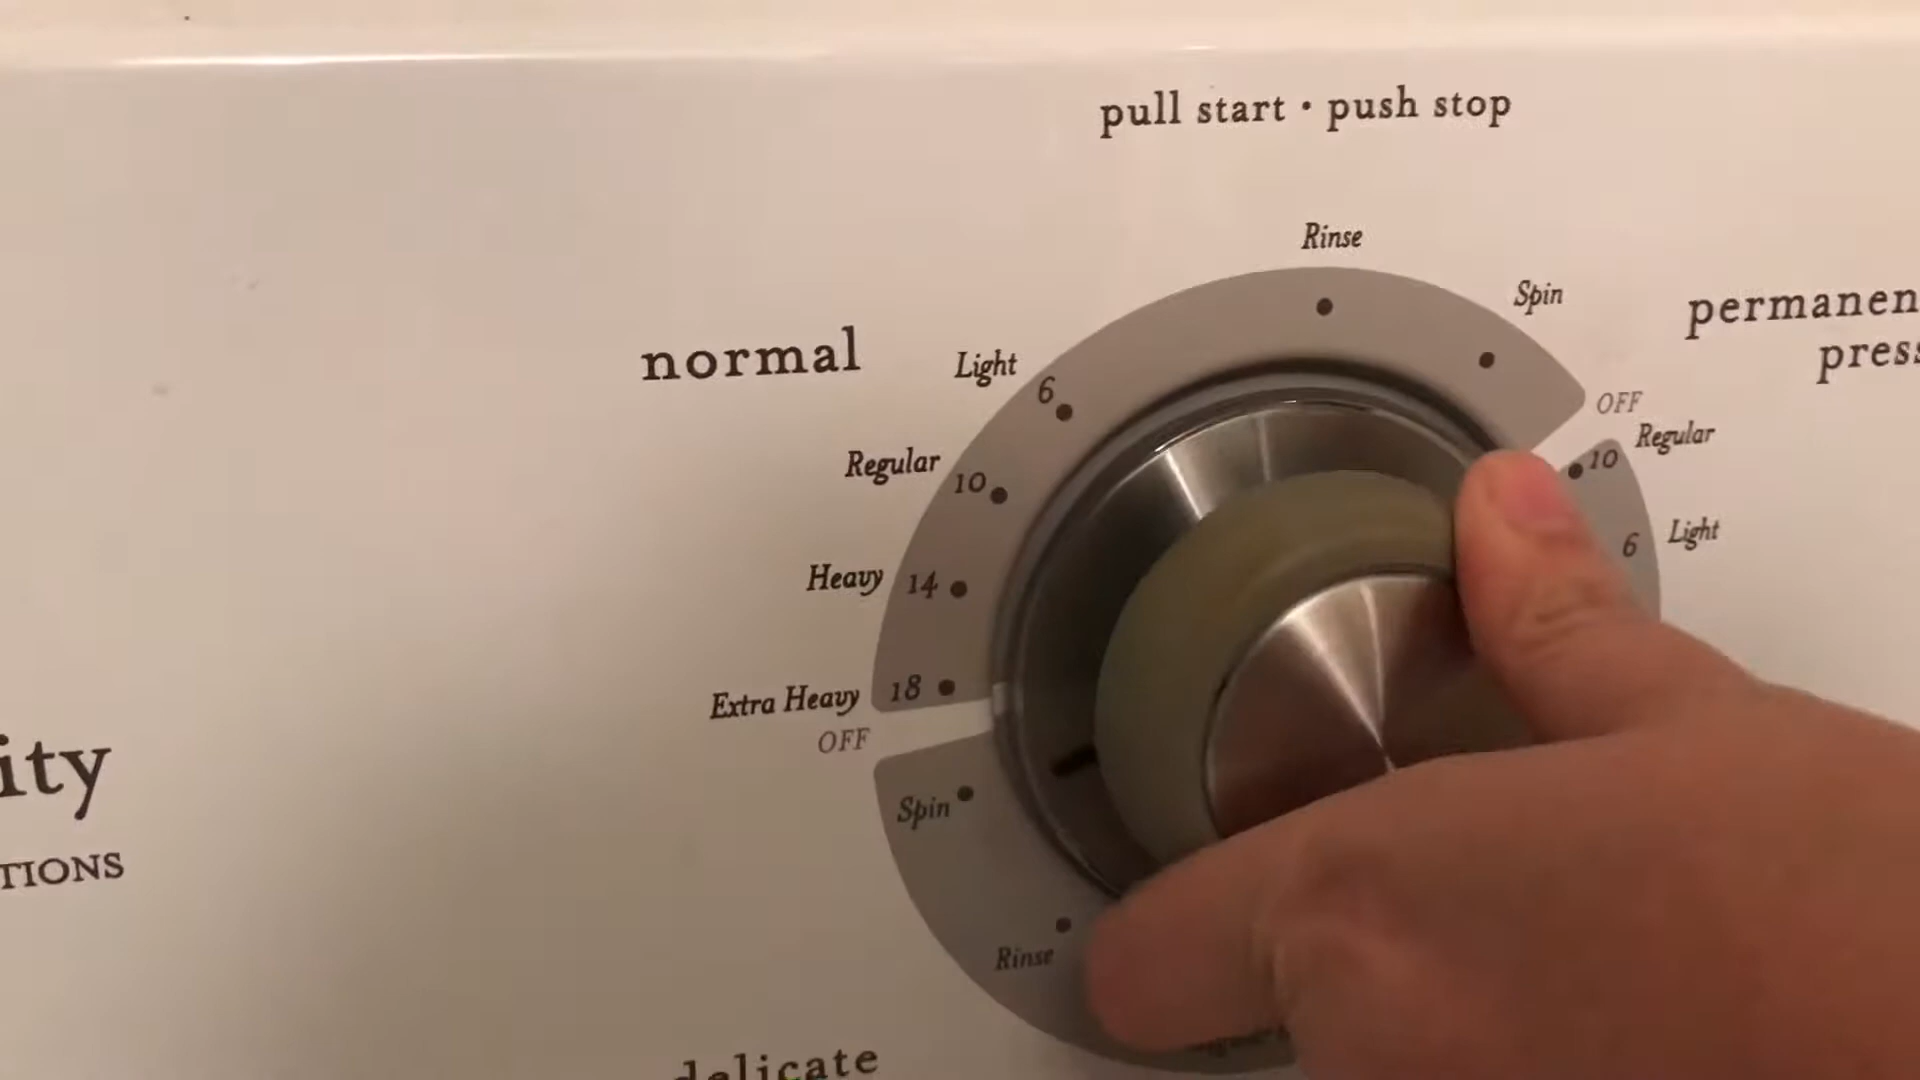 pull start • push stop
Rinse
Spin
permanen
press
normal
Light
6
OFF
Regular
10
Regular
10
6
Light
Heavy
14
Extra Heavy
18
OFF
Spin
ity
TIONS
Rinse
delicate